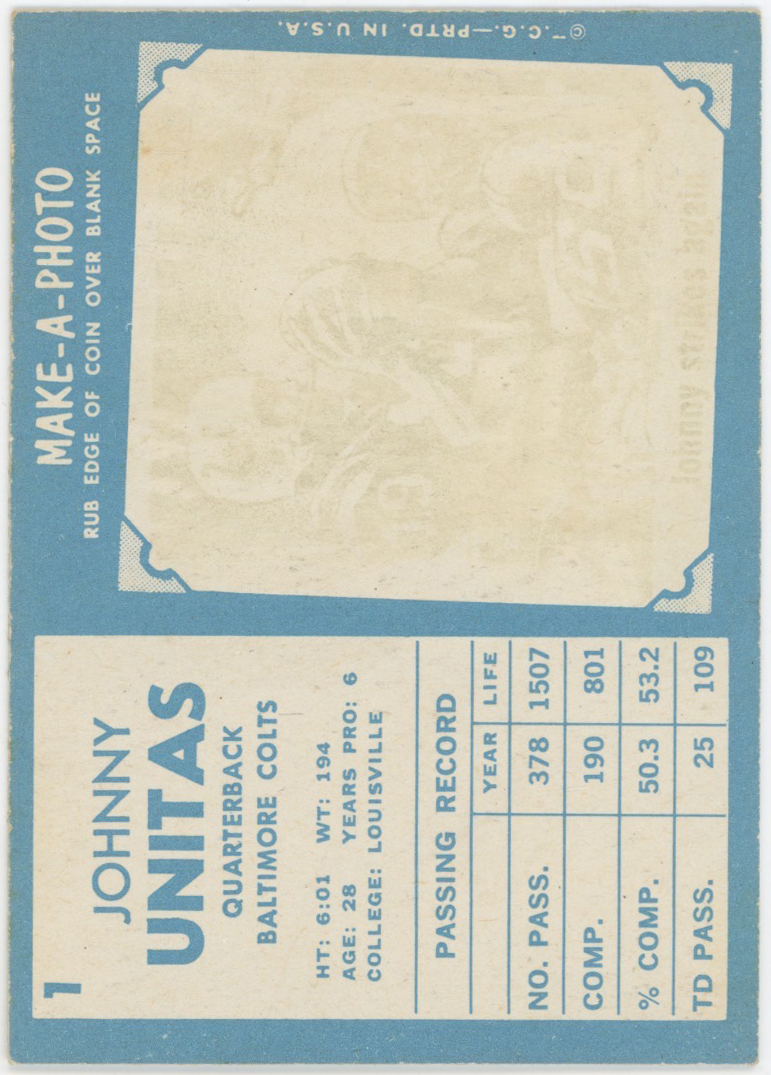 1
JOHNNY
UNITAS
QUARTERBACK
BALTIMORE COLTS
HT: 6:01 WT: 194
AGE: 28 YEARS PRO: 6
COLLEGE: LOUISVILLE
PASSING RECORD
YEAR LIFE
NO. PASS. 378 1507
COMP. 190 801
% COMP. 50.3 53.2
TD PASS. 25 109
MAKE-A-PHOTO
RUB EDGE OF COIN OVER BLANK SPACE
johnny strikes again
© T.C.G.—PRTD. IN U.S.A.